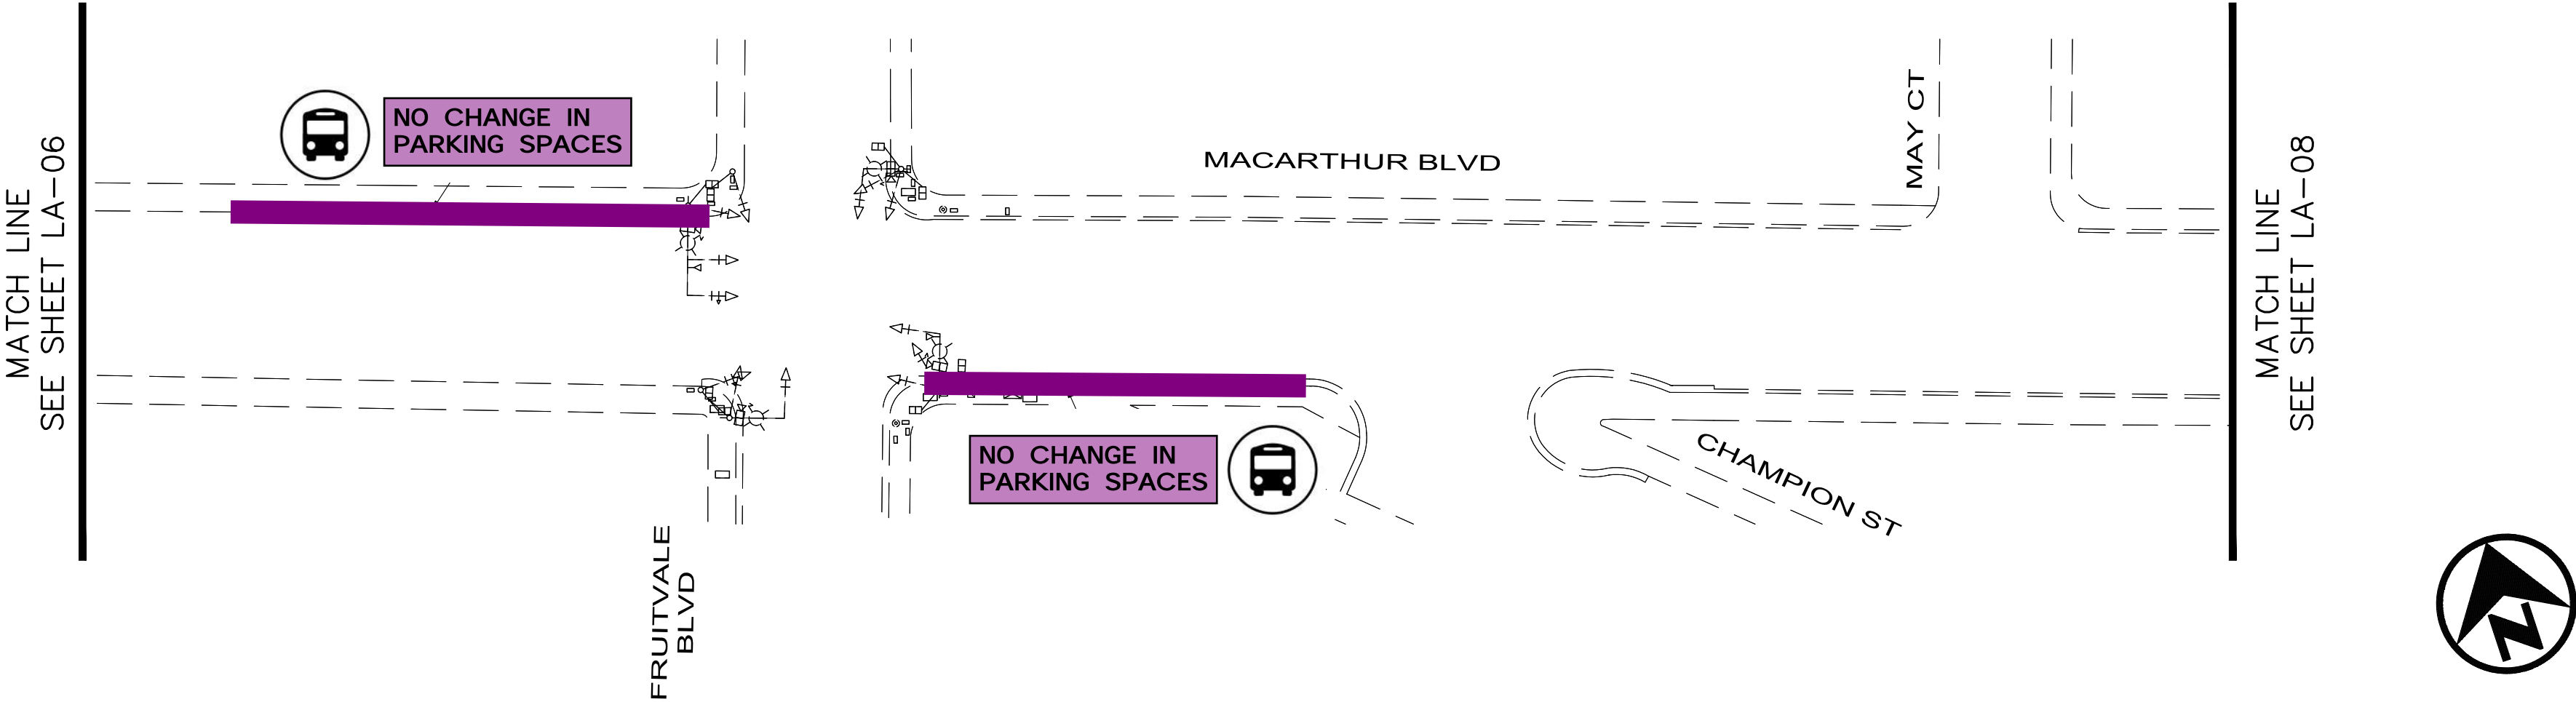 MATCH LINE
SEE SHEET LA-06
NO CHANGE IN
PARKING SPACES
MACARTHUR BLVD
MAY CT
MATCH LINE
SEE SHEET LA-08
NO CHANGE IN
PARKING SPACES
CHAMPION ST
FRUITVALE
BLVD
N